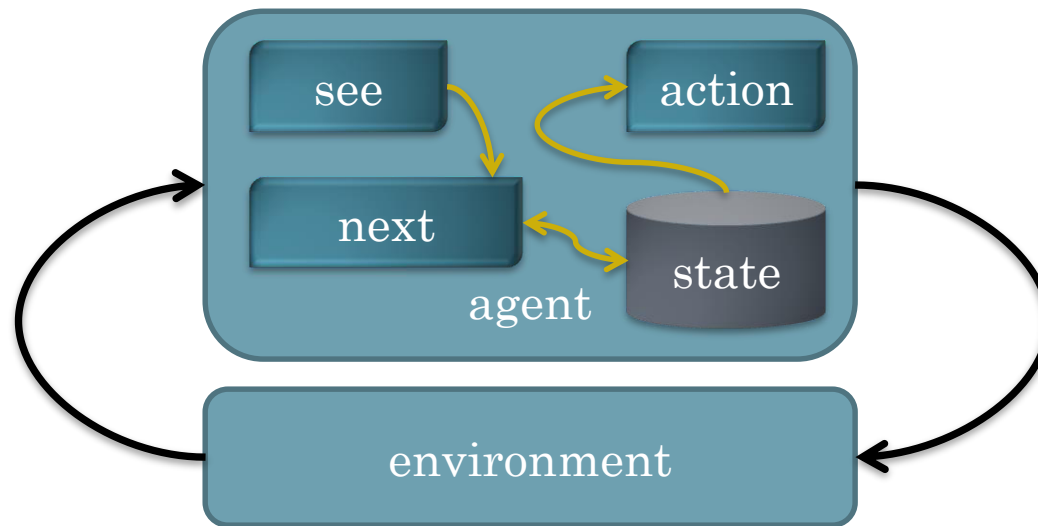 see
action
next
state
agent
environment